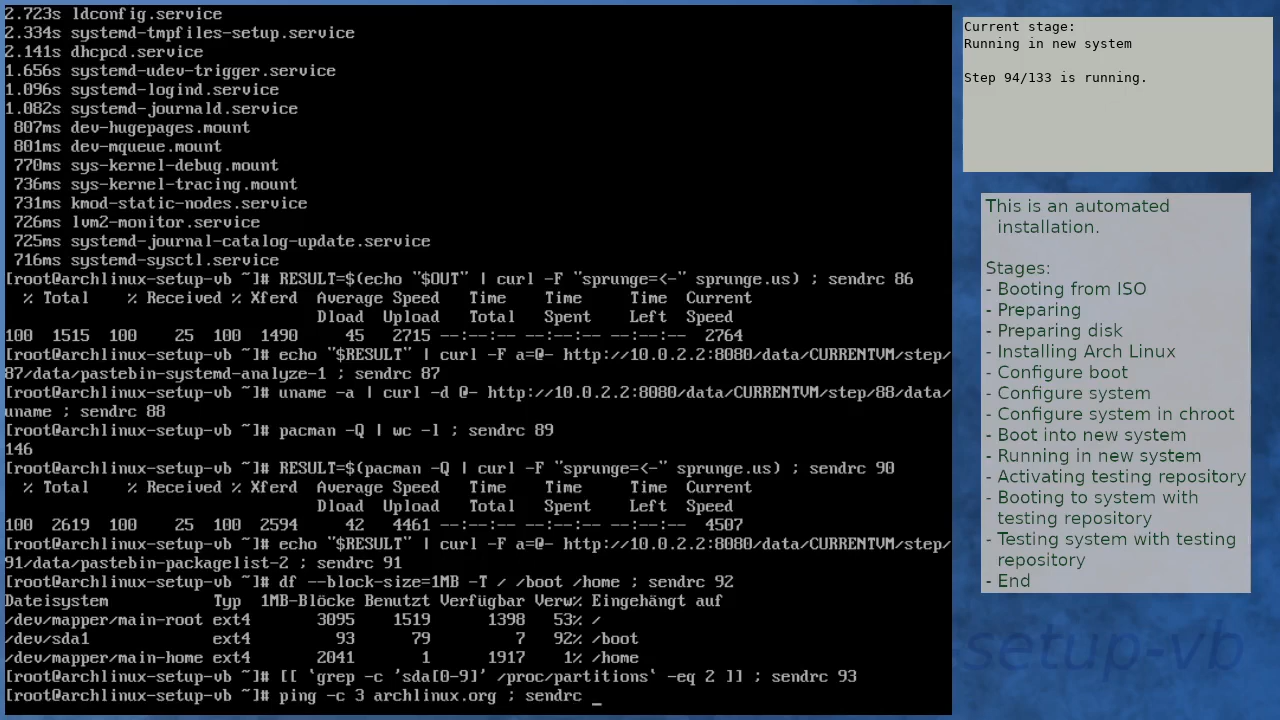 2.723s ldconfig.service
2.334s systemd-tmpfiles-setup.service
2.141s dhcpcd.service
1.656s systemd-udev-trigger.service
1.096s systemd-logind.service
1.082s systemd-journald.service
 807ms dev-hugepages.mount
 801ms dev-mqueue.mount
 770ms sys-kernel-debug.mount
 736ms sys-kernel-tracing.mount
 731ms kmod-static-nodes.service
 726ms lvm2-monitor.service
 725ms systemd-journal-catalog-update.service
 716ms systemd-sysctl.service
[root@archlinux-setup-vb ~]# RESULT=$(echo "$OUT" | curl -F "sprunge=<-" sprunge.us) ; sendrc 86
  % Total    % Received % Xferd  Average Speed   Time    Time     Time  Current
                                 Dload  Upload   Total   Spent    Left  Speed
100  1515  100    25  100  1490     45   2715 --:--:-- --:--:-- --:--:--  2764
[root@archlinux-setup-vb ~]# echo "$RESULT" | curl -F a=@- http://10.0.2.2:8080/data/CURRENTVM/step/
87/data/pastebin-systemd-analyze-1 ; sendrc 87
[root@archlinux-setup-vb ~]# uname -a | curl -d @- http://10.0.2.2:8080/data/CURRENTVM/step/88/data/
uname ; sendrc 88
[root@archlinux-setup-vb ~]# pacman -Q | wc -l ; sendrc 89
146
[root@archlinux-setup-vb ~]# RESULT=$(pacman -Q | curl -F "sprunge=<-" sprunge.us) ; sendrc 90
  % Total    % Received % Xferd  Average Speed   Time    Time     Time  Current
                                 Dload  Upload   Total   Spent    Left  Speed
100  2619  100    25  100  2594     42   4461 --:--:-- --:--:-- --:--:--  4507
[root@archlinux-setup-vb ~]# echo "$RESULT" | curl -F a=@- http://10.0.2.2:8080/data/CURRENTVM/step/
91/data/pastebin-packagelist-2 ; sendrc 91
[root@archlinux-setup-vb ~]# df --block-size=1MB -T / /boot /home ; sendrc 92
Dateisystem           Typ  1MB-Blöcke Benutzt Verfügbar Verw% Eingehängt auf
/dev/mapper/main-root ext4       3095    1519      1398   53% /
/dev/sda1             ext4         93      79         7   92% /boot
/dev/mapper/main-home ext4       2041       1      1917    1% /home
[root@archlinux-setup-vb ~]# [[ `grep -c 'sda[0-9]' /proc/partitions` -eq 2 ]] ; sendrc 93
[root@archlinux-setup-vb ~]# ping -c 3 archlinux.org ; sendrc _
Current stage:
Running in new system
Step 94/133 is running.
This is an automated
installation.
Stages:
- Booting from ISO
- Preparing
- Preparing disk
- Installing Arch Linux
- Configure boot
- Configure system
- Configure system in chroot
- Boot into new system
- Running in new system
- Activating testing repository
- Booting to system with
testing repository
- Testing system with testing
repository
- End
setup-vb